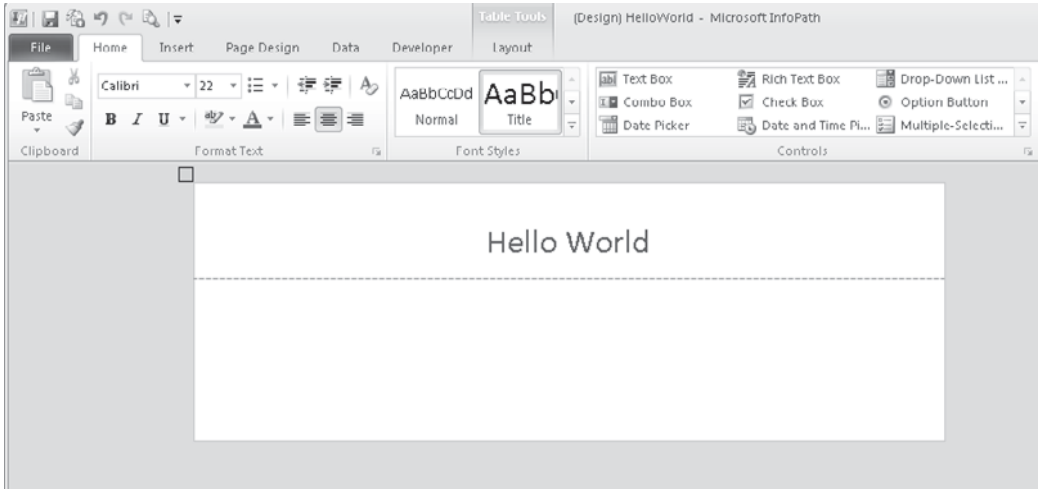 Table Tools (Design) HelloWorld - Microsoft InfoPath
File Home Insert Page Design Data Developer Layout
Paste
Calibri 22
B I U A
AaBbCcDd AaBb
Normal Title
Text Box Rich Text Box Drop-Down List ...
Combo Box Check Box Option Button
Date Picker Date and Time Pi... Multiple-Selecti...
Clipboard Format Text Font Styles Controls
Hello World